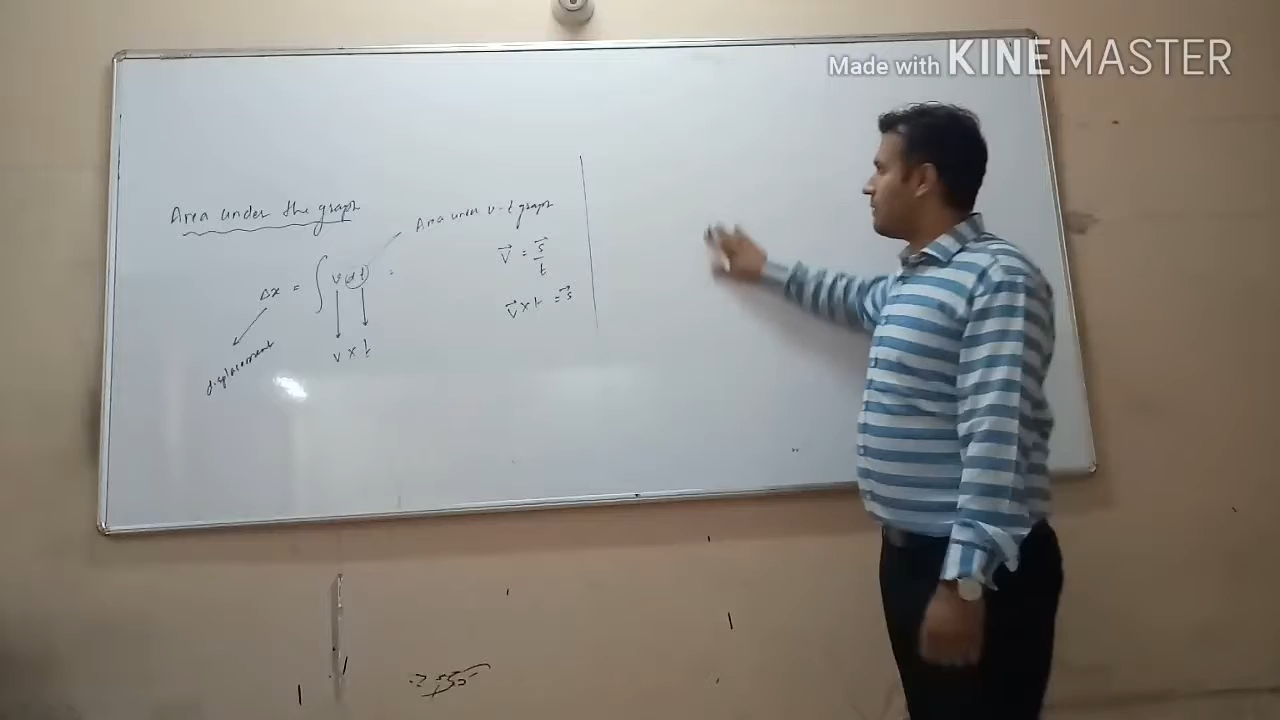 Made with KINEMASTER
Area under the graph
Area under v-t graph
Δx = ∫ v dt =
displacement
v × t
v⃗ = s⃗/t
v⃗ × t = s⃗